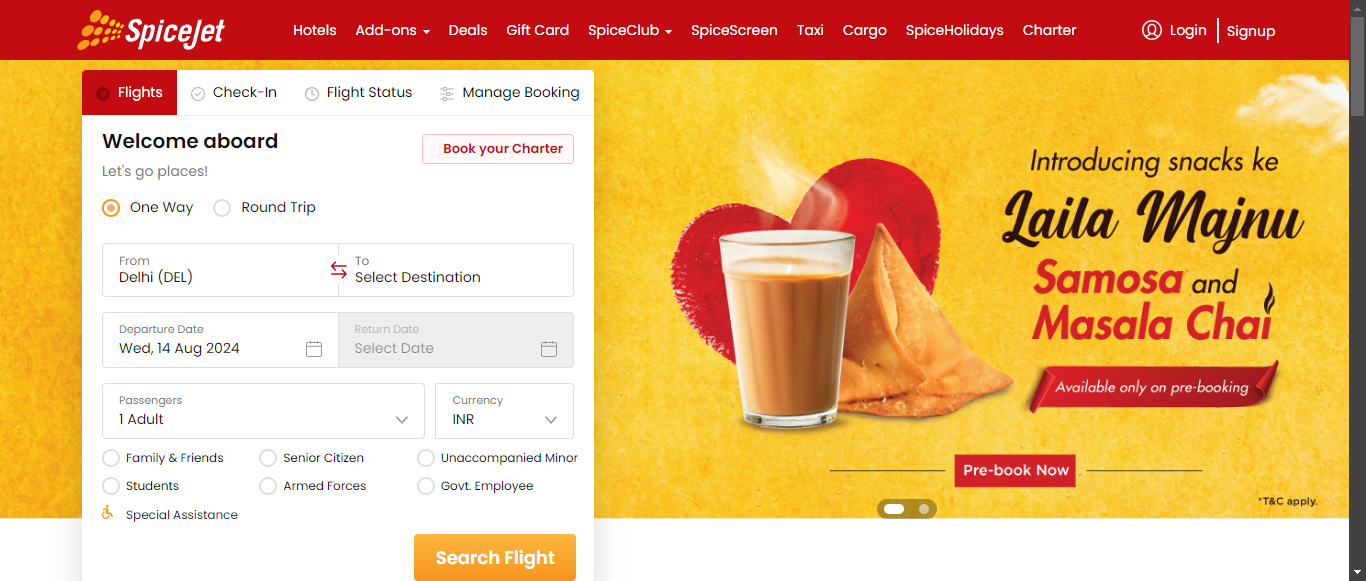 SpiceJet
Hotels Add-ons Deals Gift Card SpiceClub SpiceScreen Taxi Cargo SpiceHolidays Charter Login Signup
Flights Check-In Flight Status Manage Booking
Welcome aboard
Book your Charter
Let's go places!
One Way Round Trip
From To
Delhi (DEL) Select Destination
Departure Date Return Date
Wed, 14 Aug 2024 Select Date
Passengers Currency
1 Adult INR
Family & Friends Senior Citizen Unaccompanied Minor
Students Armed Forces Govt. Employee
Special Assistance
Search Flight
Introducing snacks ke
Laila Majnu
Samosa and
Masala Chai
Available only on pre-booking
Pre-book Now
*T&C apply.